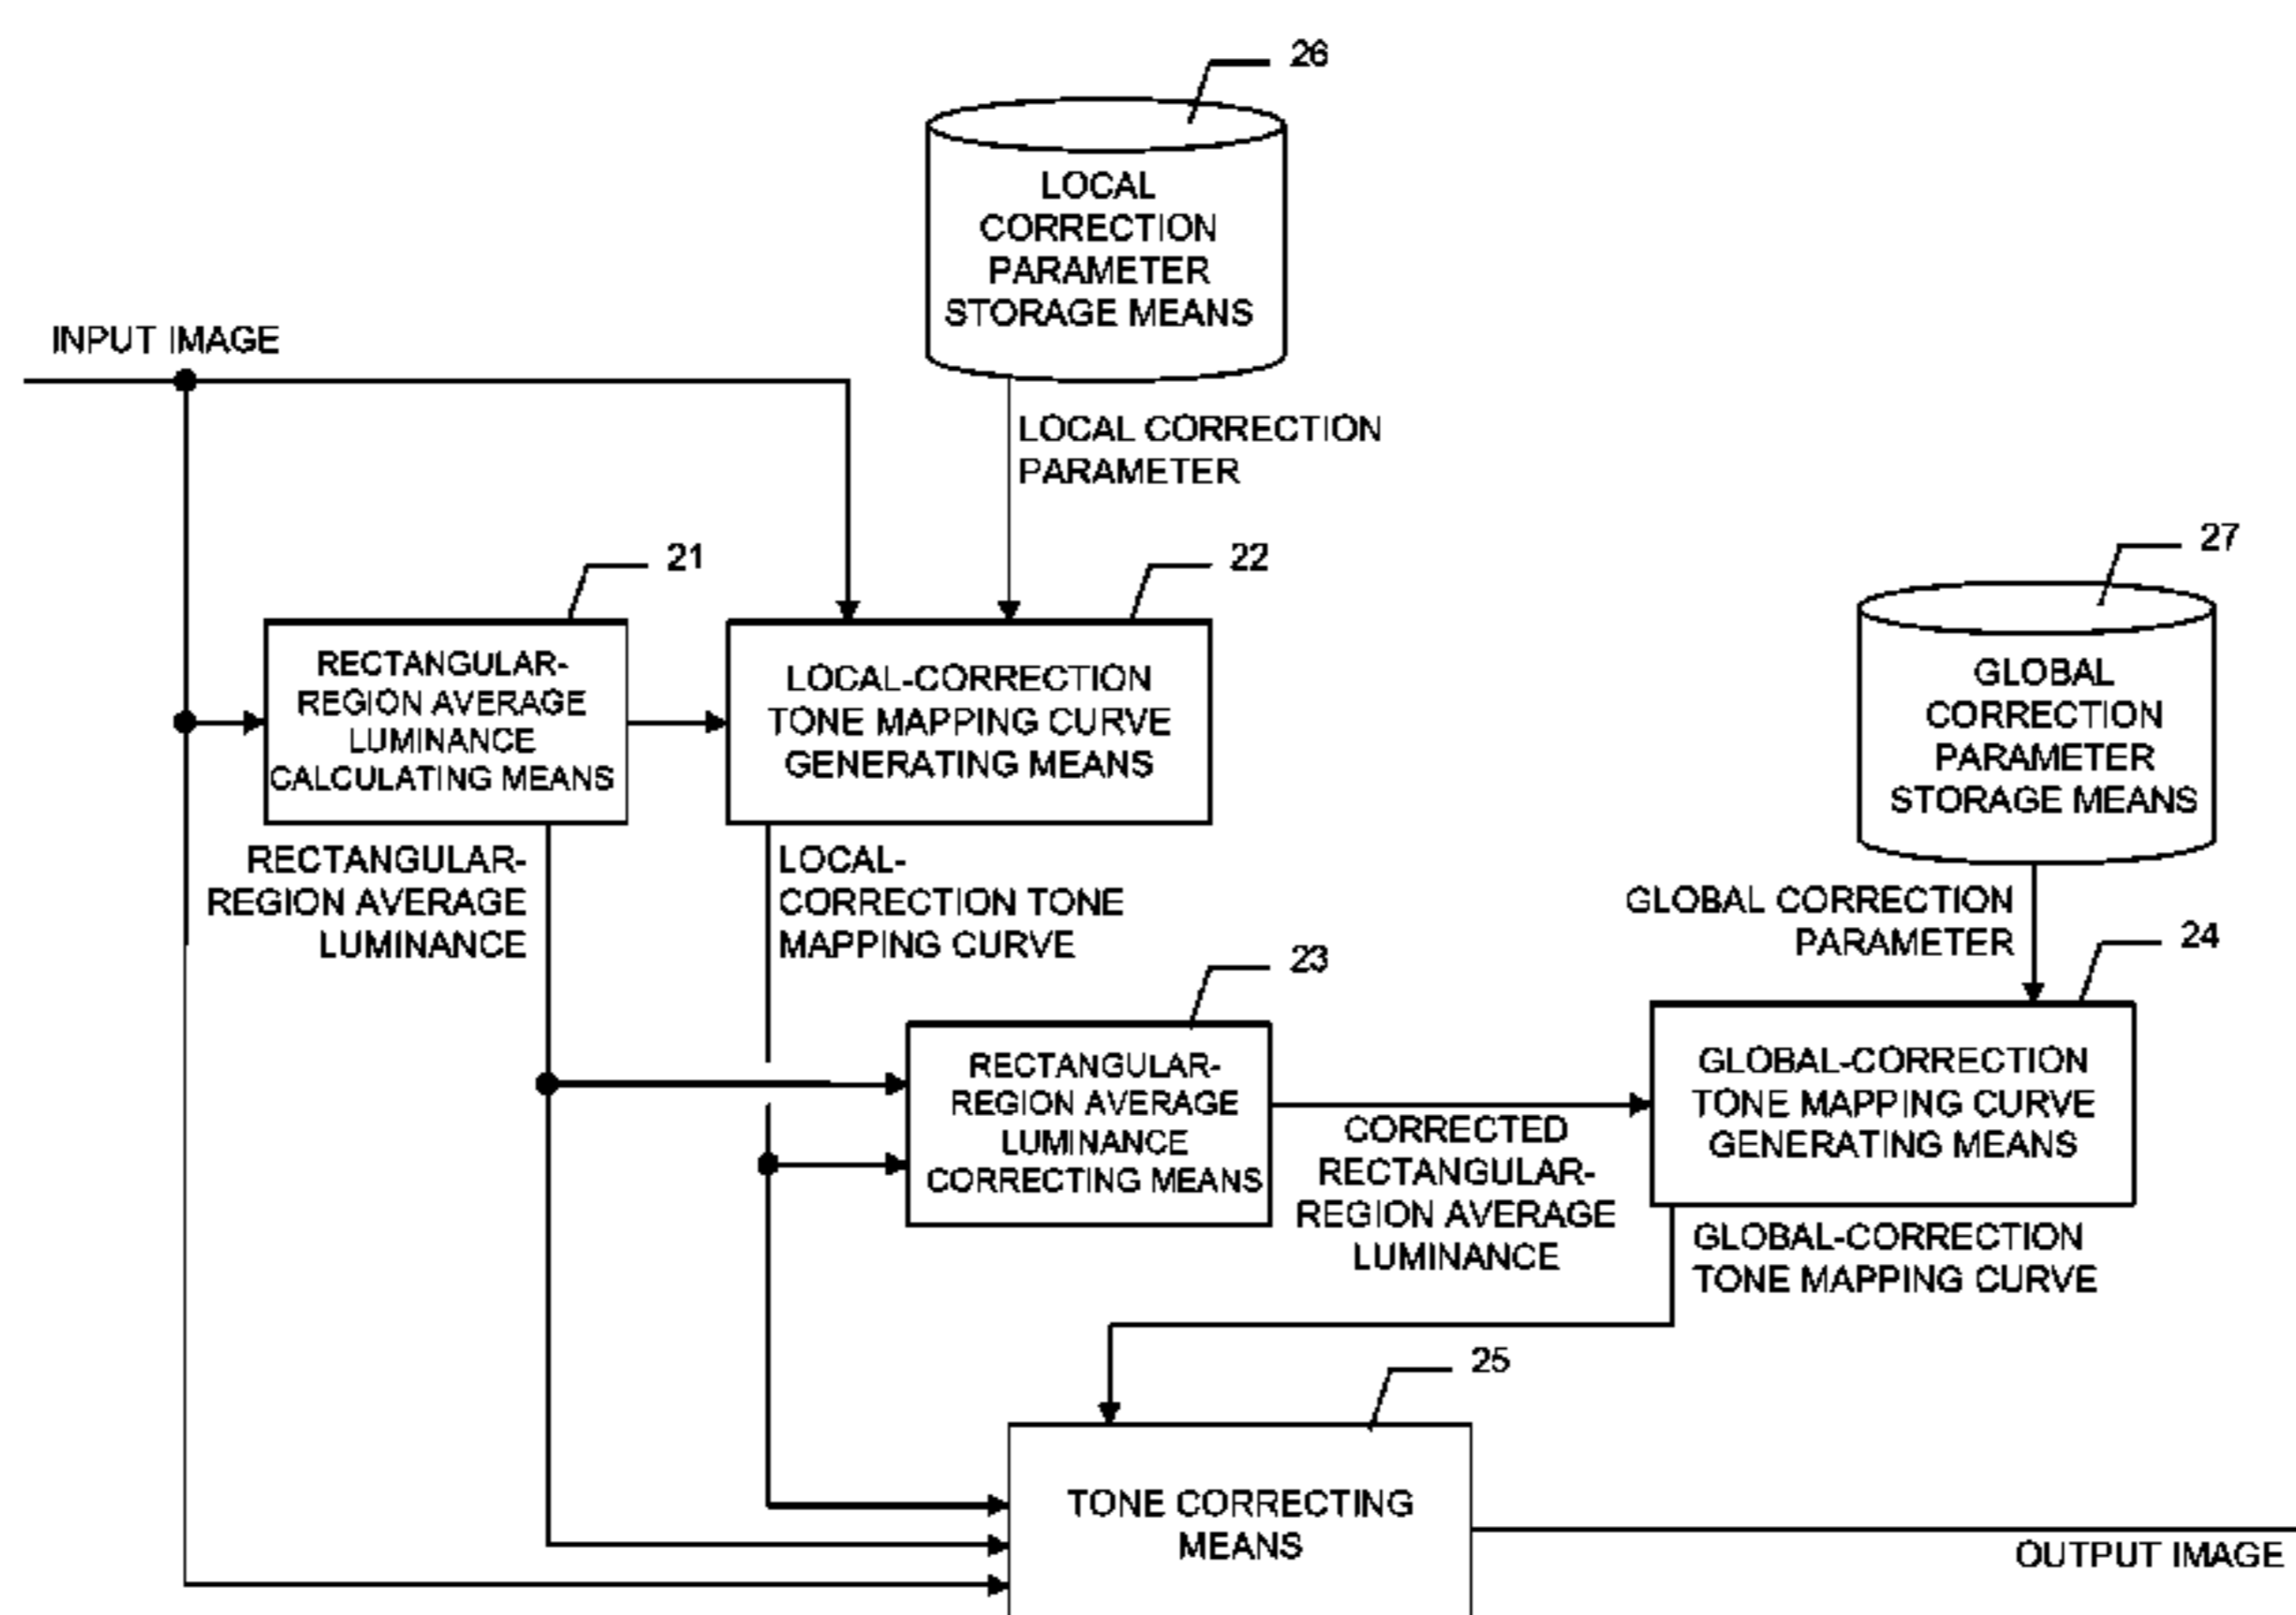 26
LOCAL
CORRECTION
PARAMETER
STORAGE MEANS
INPUT IMAGE
LOCAL CORRECTION
PARAMETER
21
22
27
RECTANGULAR-
REGION AVERAGE
LUMINANCE
CALCULATING MEANS
LOCAL-CORRECTION
TONE MAPPING CURVE
GENERATING MEANS
GLOBAL
CORRECTION
PARAMETER
STORAGE MEANS
RECTANGULAR-
REGION AVERAGE
LUMINANCE
LOCAL-
CORRECTION TONE
MAPPING CURVE
GLOBAL CORRECTION
PARAMETER
23
24
RECTANGULAR-
REGION AVERAGE
LUMINANCE
CORRECTING MEANS
CORRECTED
RECTANGULAR-
REGION AVERAGE
LUMINANCE
GLOBAL-CORRECTION
TONE MAPPING CURVE
GENERATING MEANS
GLOBAL-CORRECTION
TONE MAPPING CURVE
25
TONE CORRECTING
MEANS
OUTPUT IMAGE